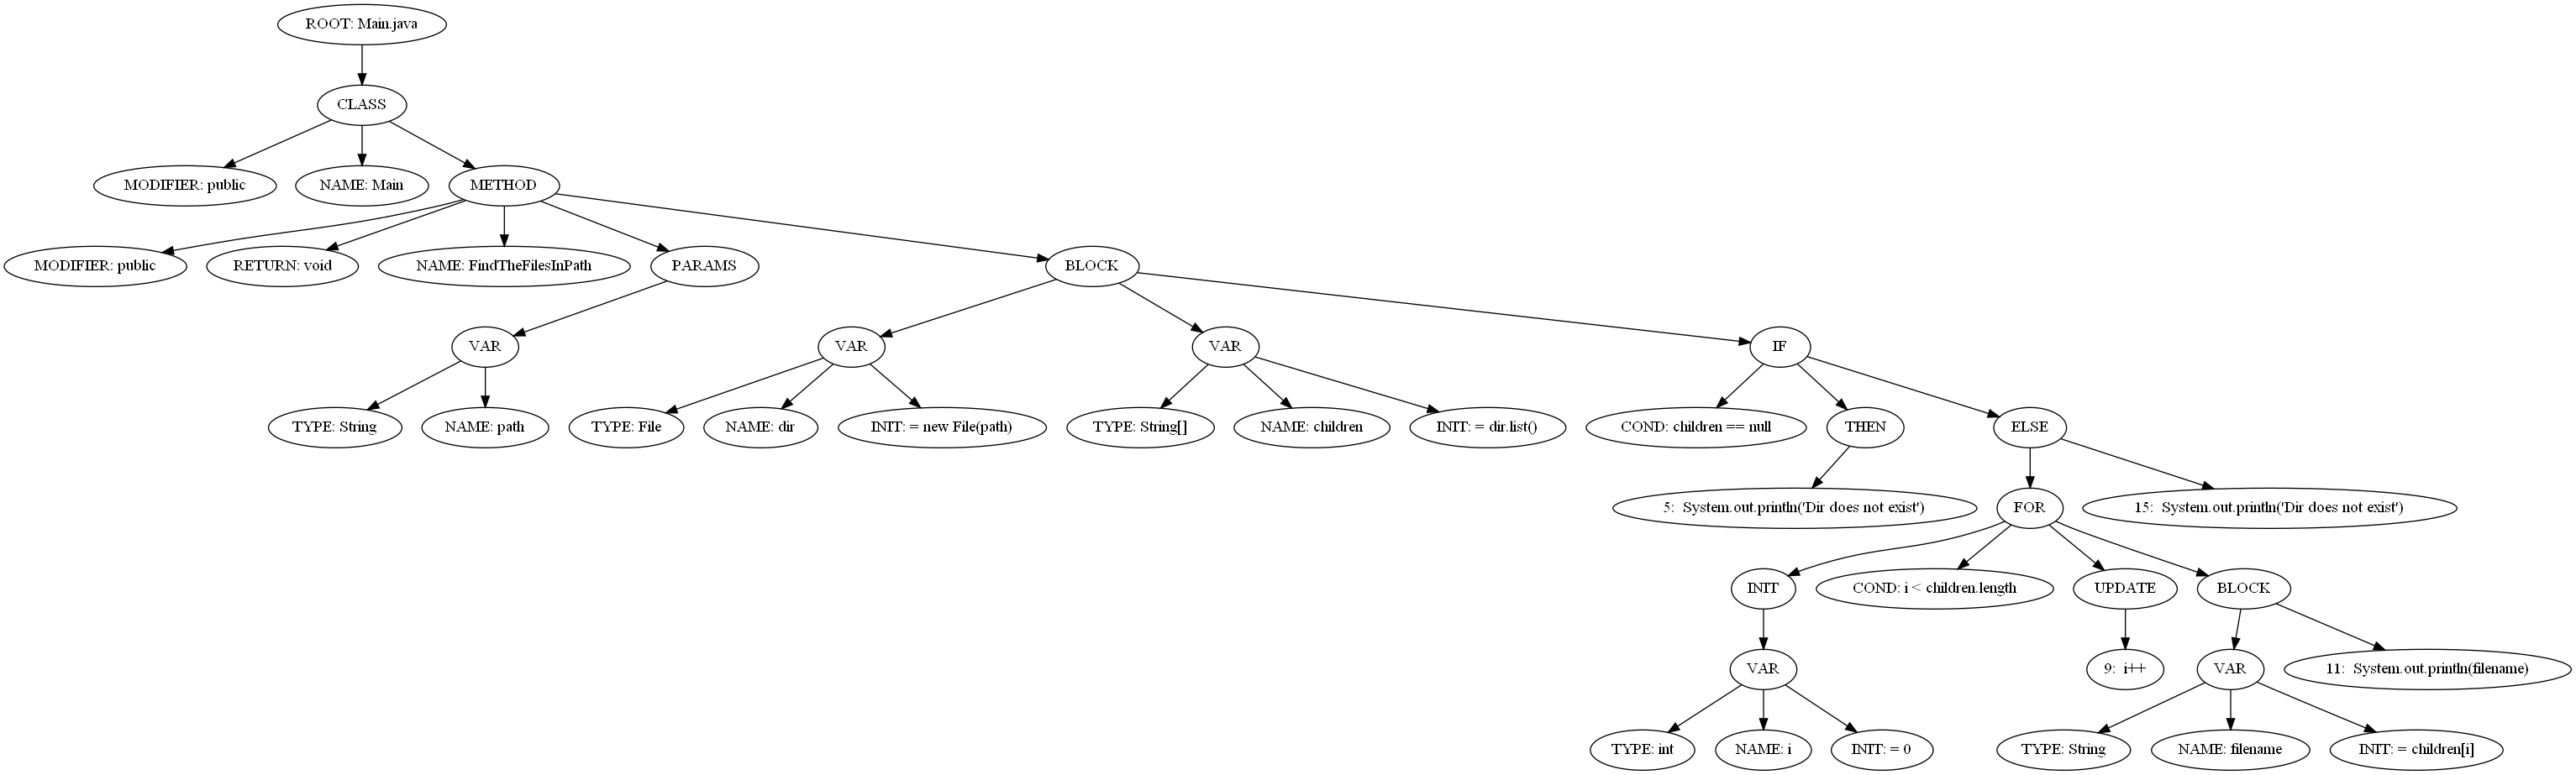 ROOT: Main.java
CLASS
MODIFIER: public
NAME: Main
METHOD
MODIFIER: public
RETURN: void
NAME: FindTheFilesInPath
PARAMS
BLOCK
VAR
VAR
VAR
IF
TYPE: String
NAME: path
TYPE: File
NAME: dir
INIT: = new File(path)
TYPE: String[]
NAME: children
INIT: = dir.list()
COND: children == null
THEN
ELSE
5:  System.out.println('Dir does not exist')
FOR
15:  System.out.println('Dir does not exist')
INIT
COND: i < children.length
UPDATE
BLOCK
VAR
9:  i++
VAR
11:  System.out.println(filename)
TYPE: int
NAME: i
INIT: = 0
TYPE: String
NAME: filename
INIT: = children[i]